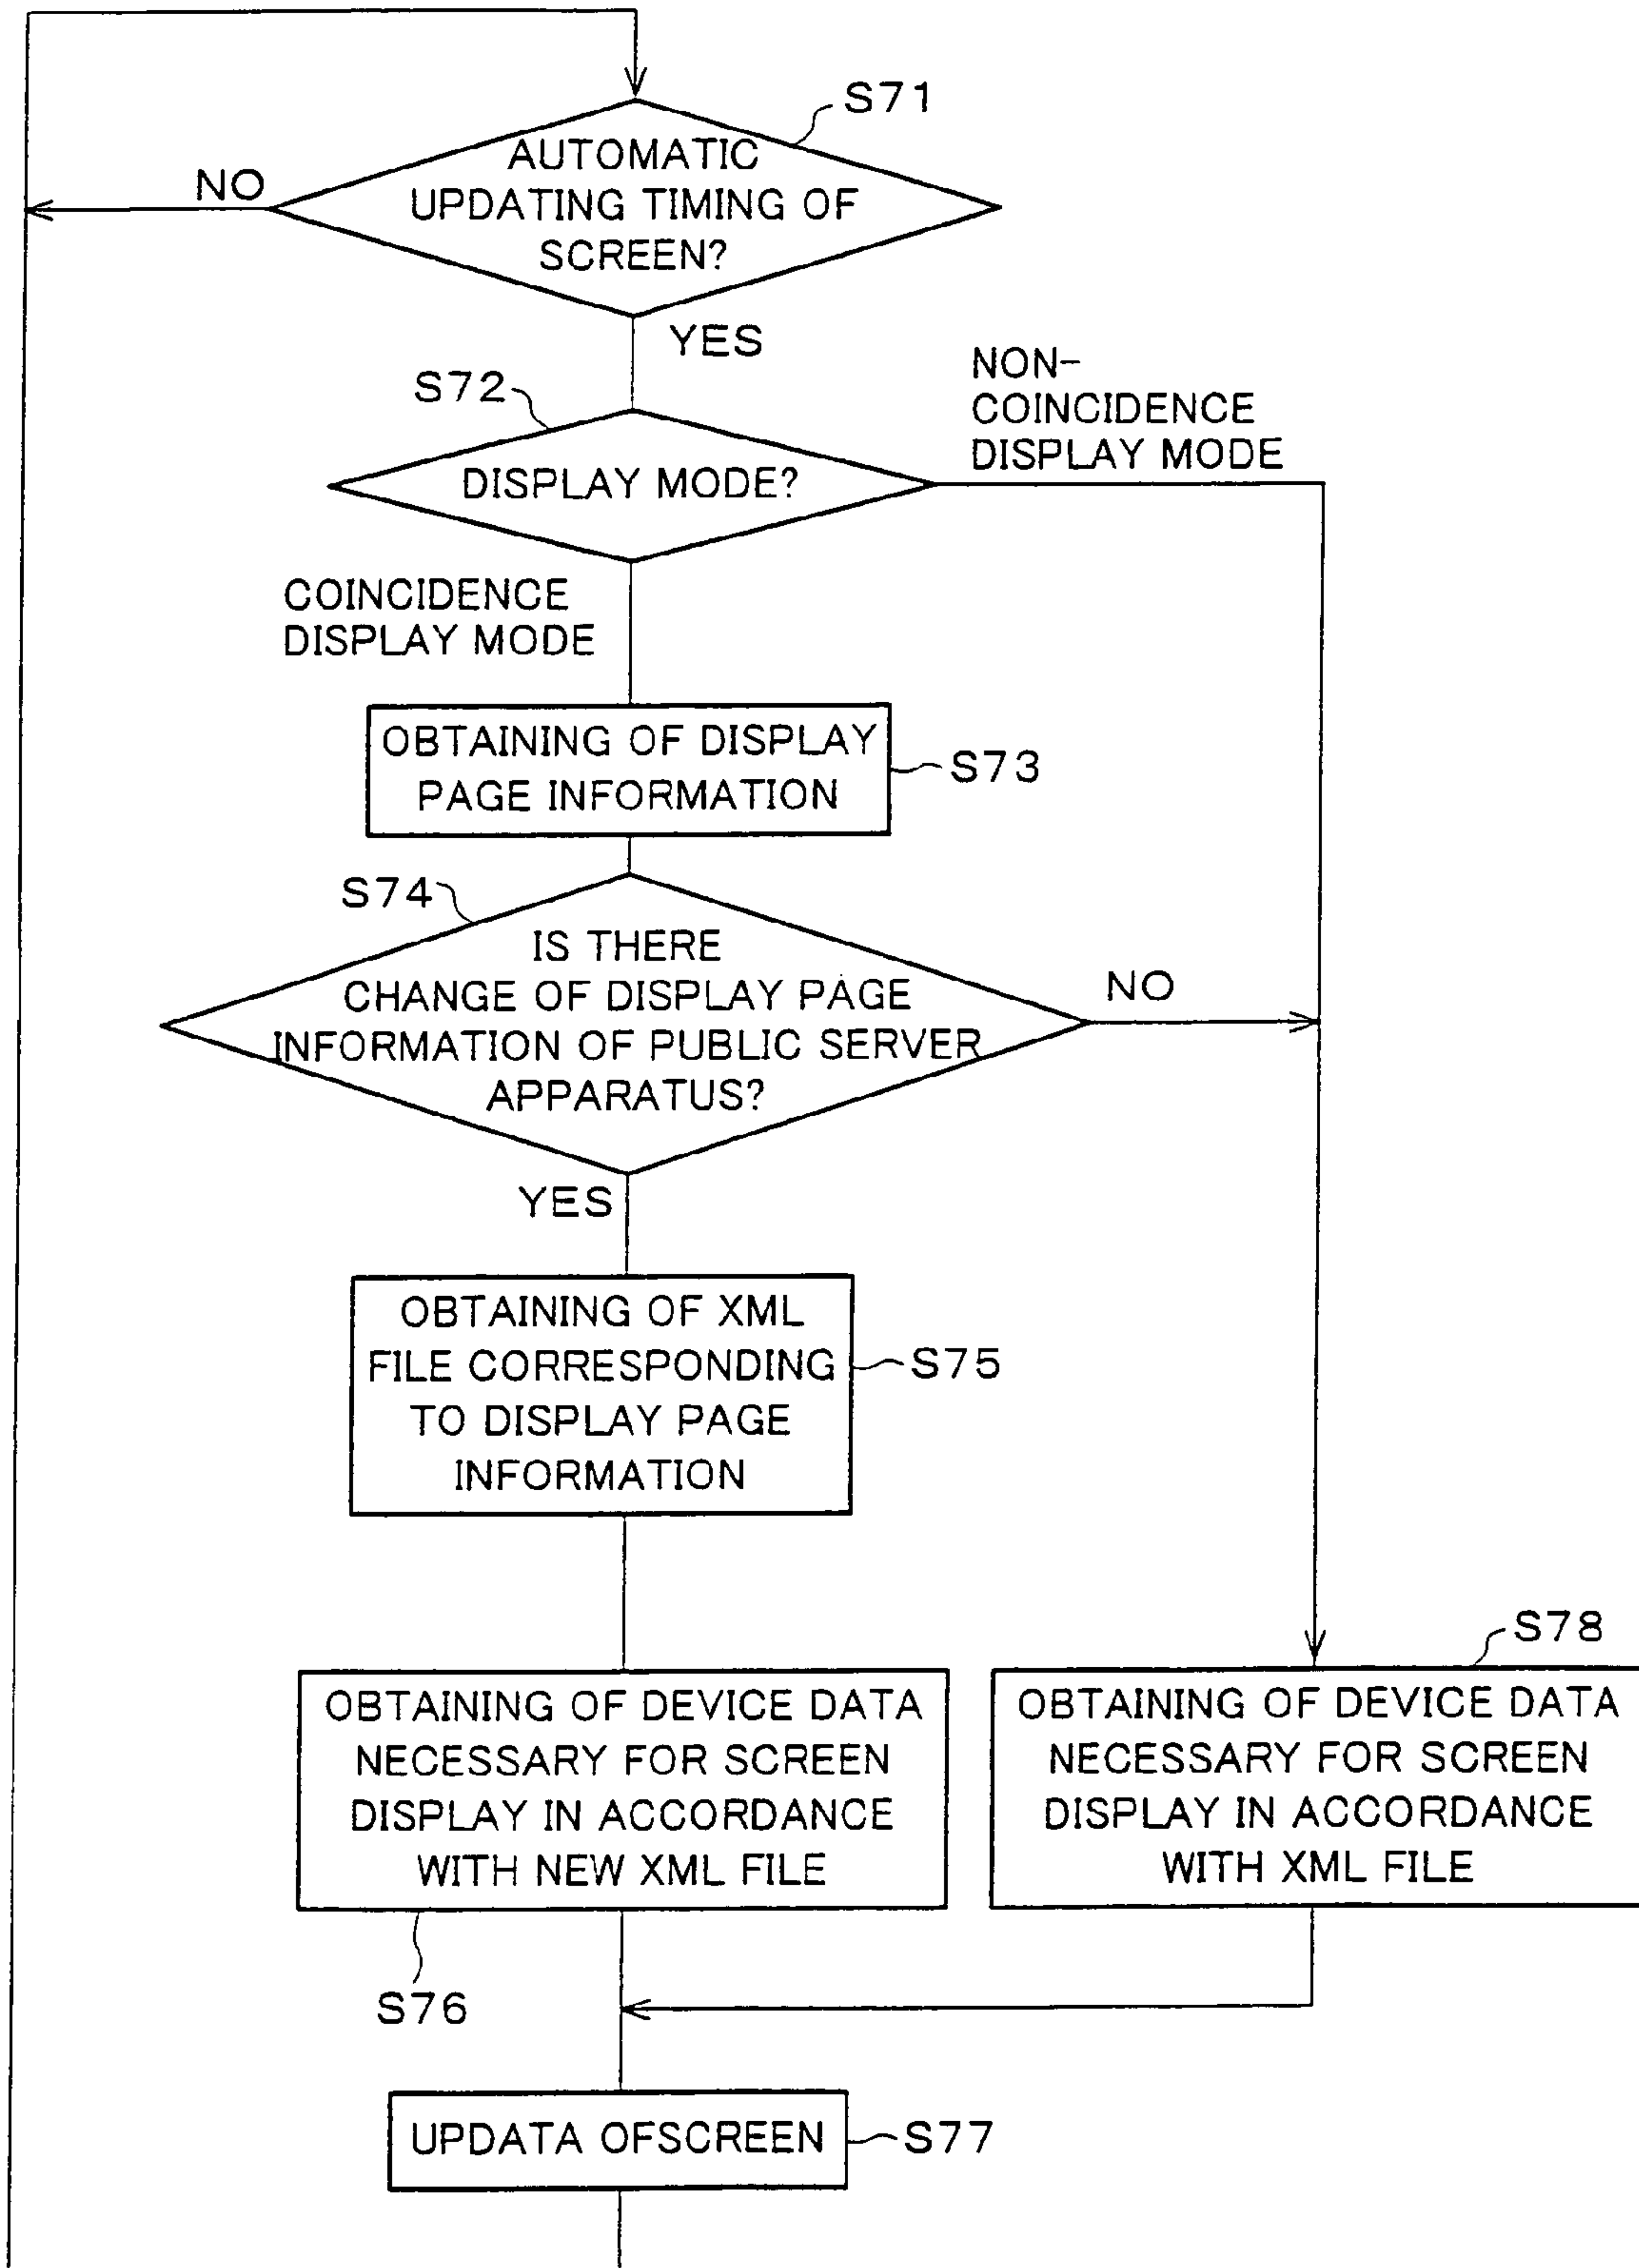 S71
AUTOMATIC
UPDATING TIMING OF
SCREEN?
NO
YES
S72
DISPLAY MODE?
NON-
COINCIDENCE
DISPLAY MODE
COINCIDENCE
DISPLAY MODE
OBTAINING OF DISPLAY
PAGE INFORMATION
S73
S74
IS THERE
CHANGE OF DISPLAY PAGE
INFORMATION OF PUBLIC SERVER
APPARATUS?
NO
YES
OBTAINING OF XML
FILE CORRESPONDING
TO DISPLAY PAGE
INFORMATION
S75
OBTAINING OF DEVICE DATA
NECESSARY FOR SCREEN
DISPLAY IN ACCORDANCE
WITH NEW XML FILE
S76
S78
OBTAINING OF DEVICE DATA
NECESSARY FOR SCREEN
DISPLAY IN ACCORDANCE
WITH XML FILE
UPDATA OFSCREEN
S77